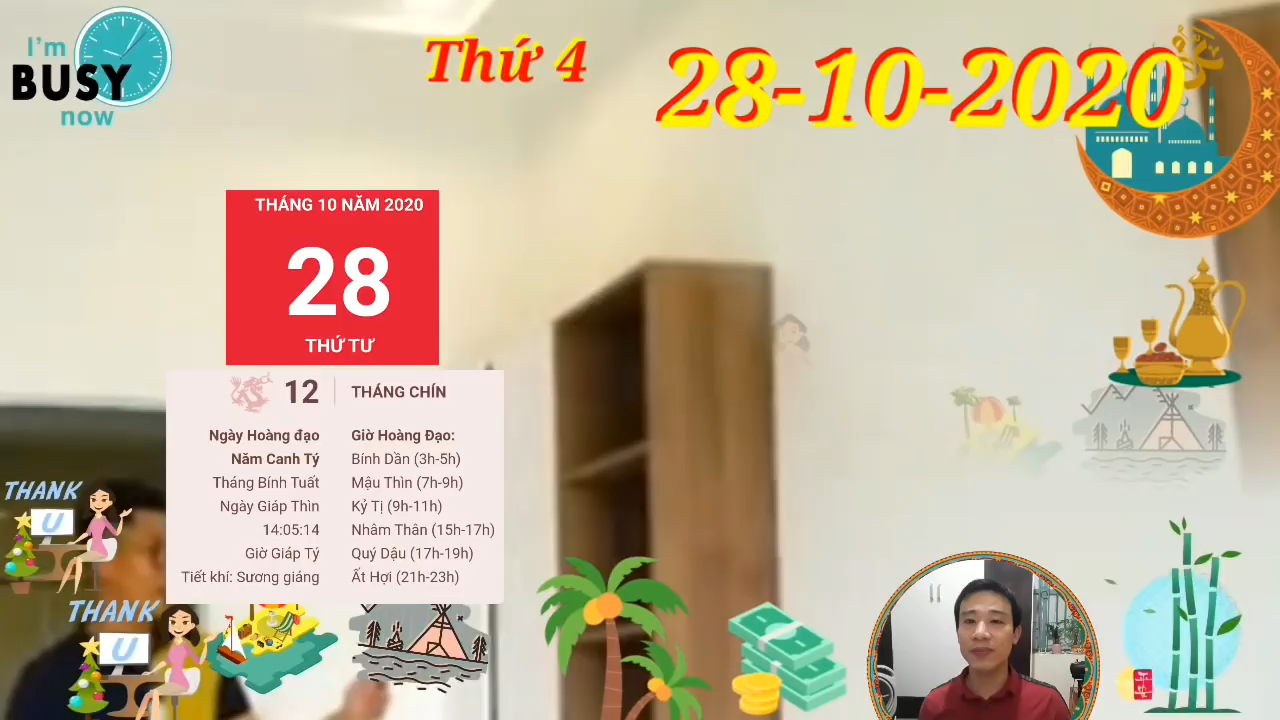 I'm
BUSY
now
Thứ 4
28-10-2020
THÁNG 10 NĂM 2020
28
THỨ TƯ
12
THÁNG CHÍN
Ngày Hoàng đạo
Năm Canh Tý
Tháng Bính Tuất
Ngày Giáp Thìn
14:05:14
Giờ Giáp Tý
Tiết khí: Sương giáng
Giờ Hoàng Đạo:
Bính Dần (3h-5h)
Mậu Thìn (7h-9h)
Kỷ Tị (9h-11h)
Nhâm Thân (15h-17h)
Quý Dậu (17h-19h)
Ất Hợi (21h-23h)
THANK
U
THANK
U